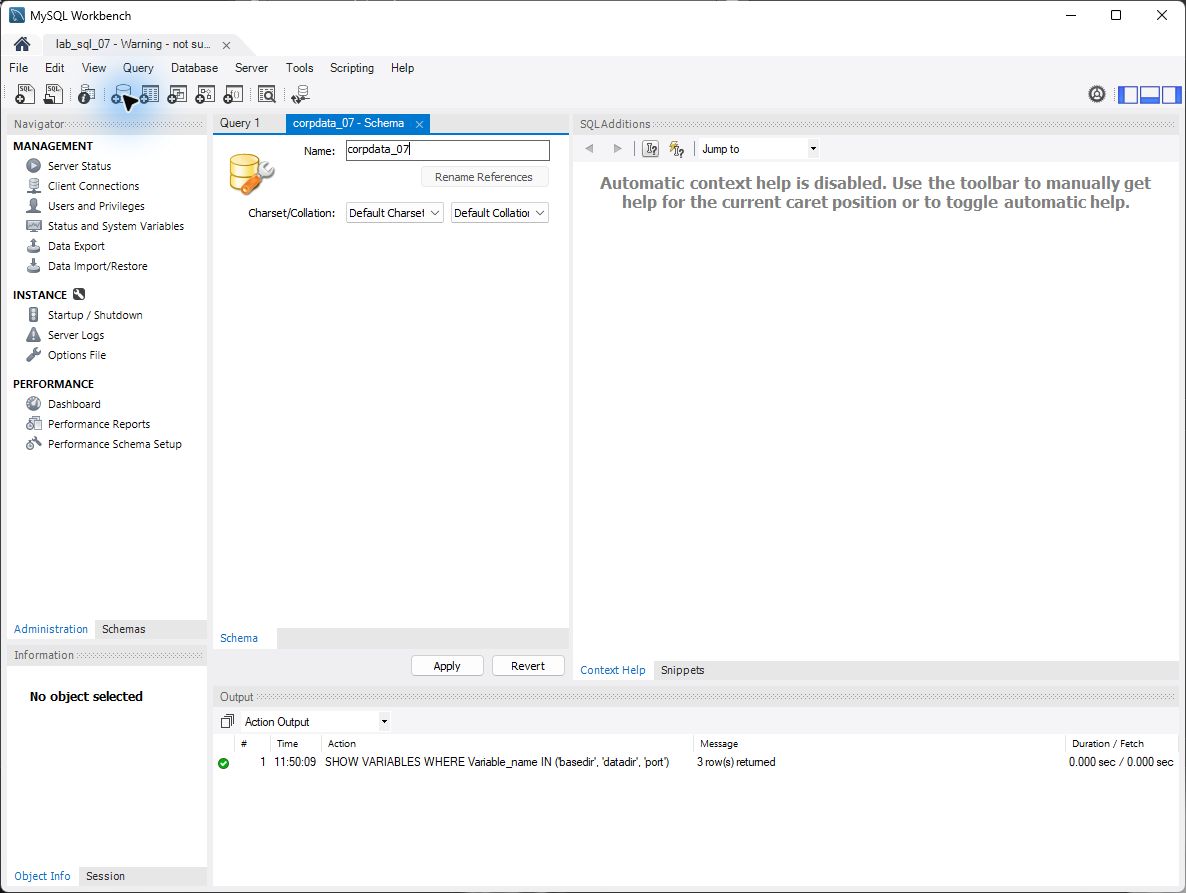 MySQL Workbench
lab_sql_07 - Warning - not su...
File Edit View Query Database Server Tools Scripting Help
Navigator
MANAGEMENT
Server Status
Client Connections
Users and Privileges
Status and System Variables
Data Export
Data Import/Restore
INSTANCE
Startup / Shutdown
Server Logs
Options File
PERFORMANCE
Dashboard
Performance Reports
Performance Schema Setup
Administration Schemas
Information
No object selected
Object Info Session
Query 1 corpdata_07 - Schema
Name: corpdata_07
Rename References
Charset/Collation: Default Charset Default Collation
Schema
Apply Revert
SQLAdditions
Jump to
Automatic context help is disabled. Use the toolbar to manually get
help for the current caret position or to toggle automatic help.
Context Help Snippets
Output
Action Output
# Time Action Message Duration / Fetch
1 11:50:09 SHOW VARIABLES WHERE Variable_name IN ('basedir', 'datadir', 'port') 3 row(s) returned 0.000 sec / 0.000 sec